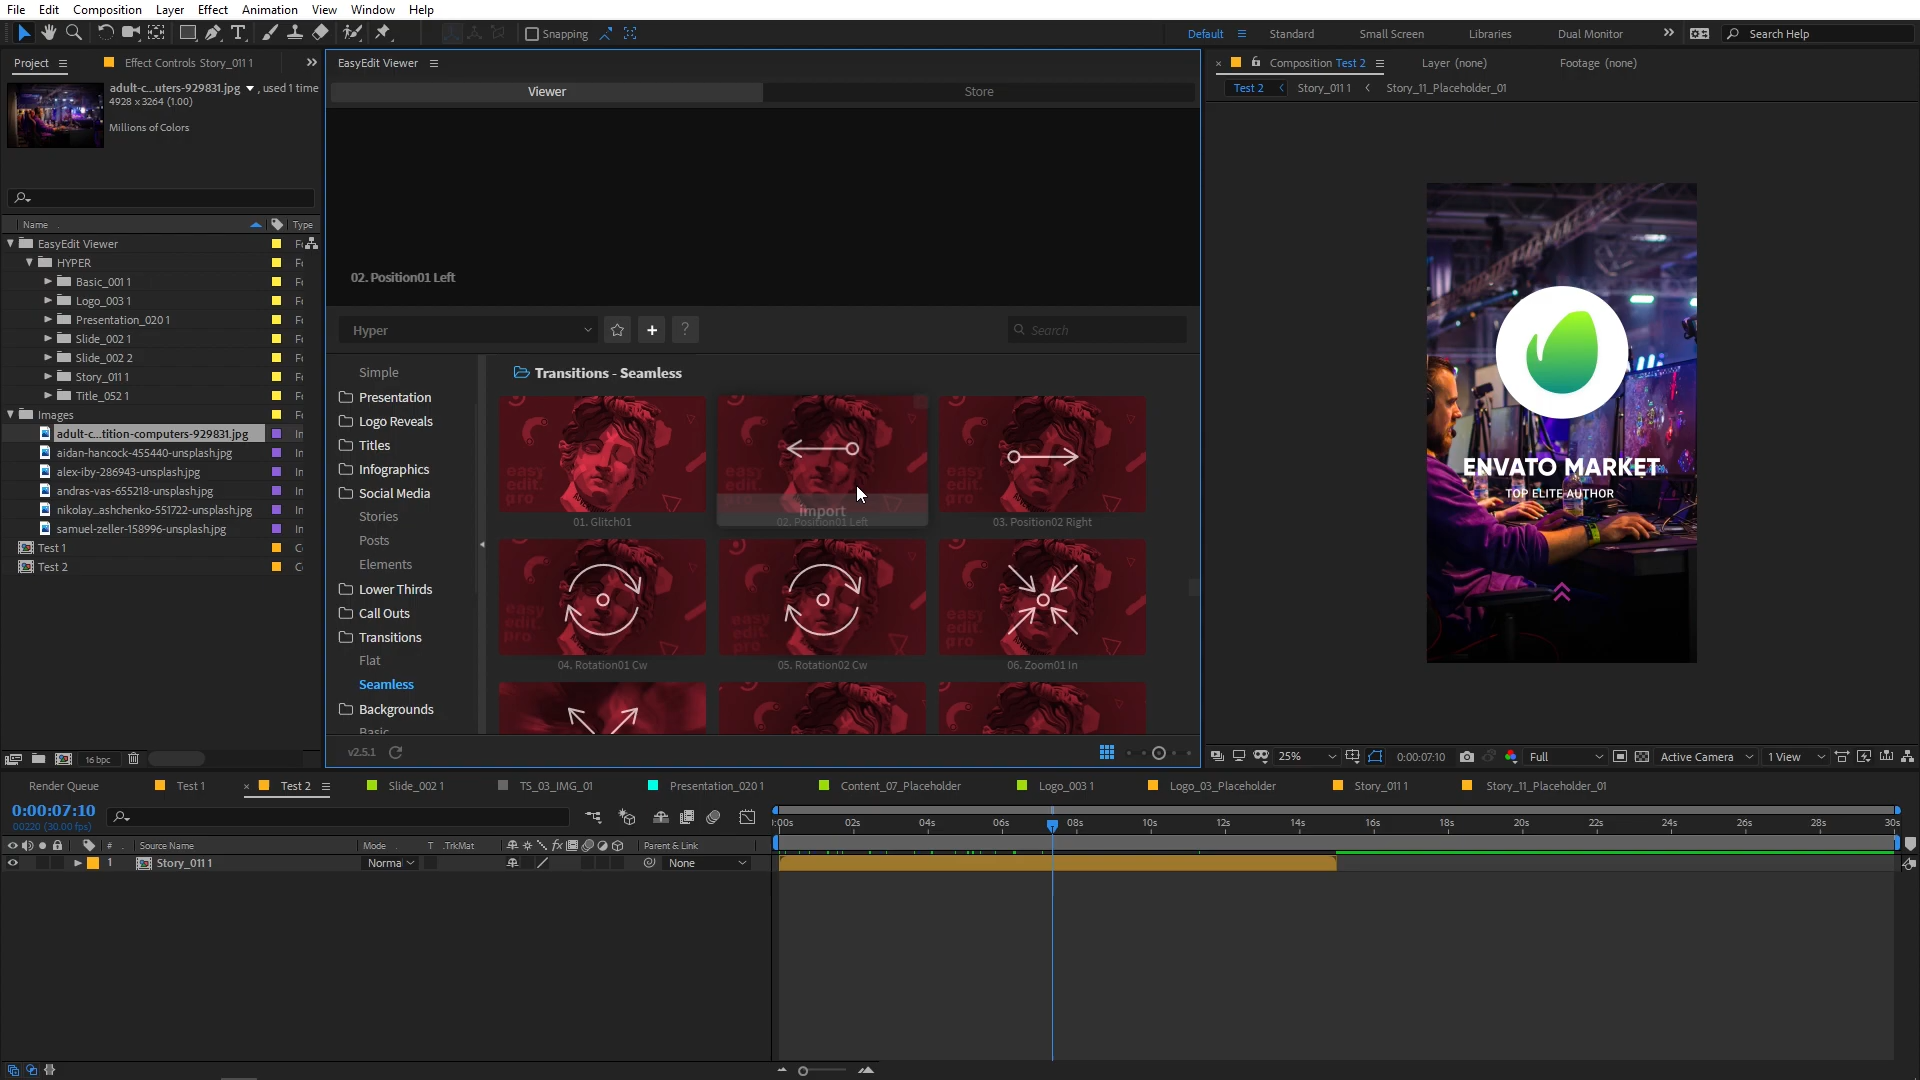 File Edit Composition Layer Effect Animation View Window Help
Snapping
Default Standard Small Screen Libraries Dual Monitor Search Help
Project Effect Controls Story_011 1
adult-c...uters-929831.jpg , used 1 time
4928 x 3264 (1.00)
Millions of Colors
Name Type
EasyEdit Viewer
HYPER
Basic_001 1
Logo_003 1
Presentation_020 1
Slide_002 1
Slide_002 2
Story_011 1
Title_052 1
Images
adult-c...tition-computers-929831.jpg
aidan-hancock-455440-unsplash.jpg
alex-iby-286943-unsplash.jpg
andras-vas-655218-unsplash.jpg
nikolay...ashchenko-551722-unsplash.jpg
samuel-zeller-158996-unsplash.jpg
Test 1
Test 2
16 bpc
EasyEdit Viewer
Viewer Store
02. Position01 Left
Hyper
?
Search
Simple
Presentation
Logo Reveals
Titles
Infographics
Social Media
Stories
Posts
Elements
Lower Thirds
Call Outs
Transitions
Flat
Seamless
Backgrounds
Basic
Transitions - Seamless
01. Glitch01
import
02. Position01 Left
03. Position02 Right
04. Rotation01 Cw
05. Rotation02 Cw
06. Zoom01 In
v2.5.1
Composition Test 2 Layer (none) Footage (none)
Test 2 Story_011 1 Story_11_Placeholder_01
ENVATO MARKET
TOP ELITE AUTHOR
25% 0:00:07:10 Full Active Camera 1 View
Render Queue Test 1 Test 2 Slide_002 1 TS_03_IMG_01 Presentation_020 1 Content_07_Placeholder Logo_003 1 Logo_03_Placeholder Story_011 1 Story_11_Placeholder_01
0:00:07:10
00220 (30.00 fps)
:00s 02s 04s 06s 08s 10s 12s 14s 16s 18s 20s 22s 24s 26s 28s 30s
# Source Name Mode T .TrkMat fx Parent & Link
1 Story_011 1 Norma None